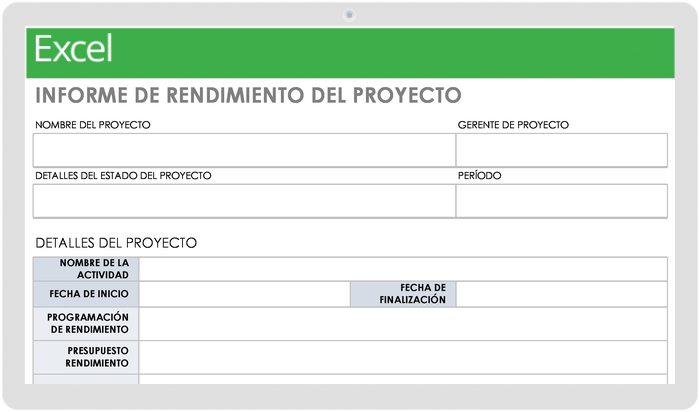 Excel
INFORME DE RENDIMIENTO DEL PROYECTO
NOMBRE DEL PROYECTO GERENTE DE PROYECTO
DETALLES DEL ESTADO DEL PROYECTO PERÍODO
DETALLES DEL PROYECTO
NOMBRE DE LA
ACTIVIDAD
FECHA DE INICIO
FECHA DE
FINALIZACIÓN
PROGRAMACIÓN
DE RENDIMIENTO
PRESUPUESTO
RENDIMIENTO